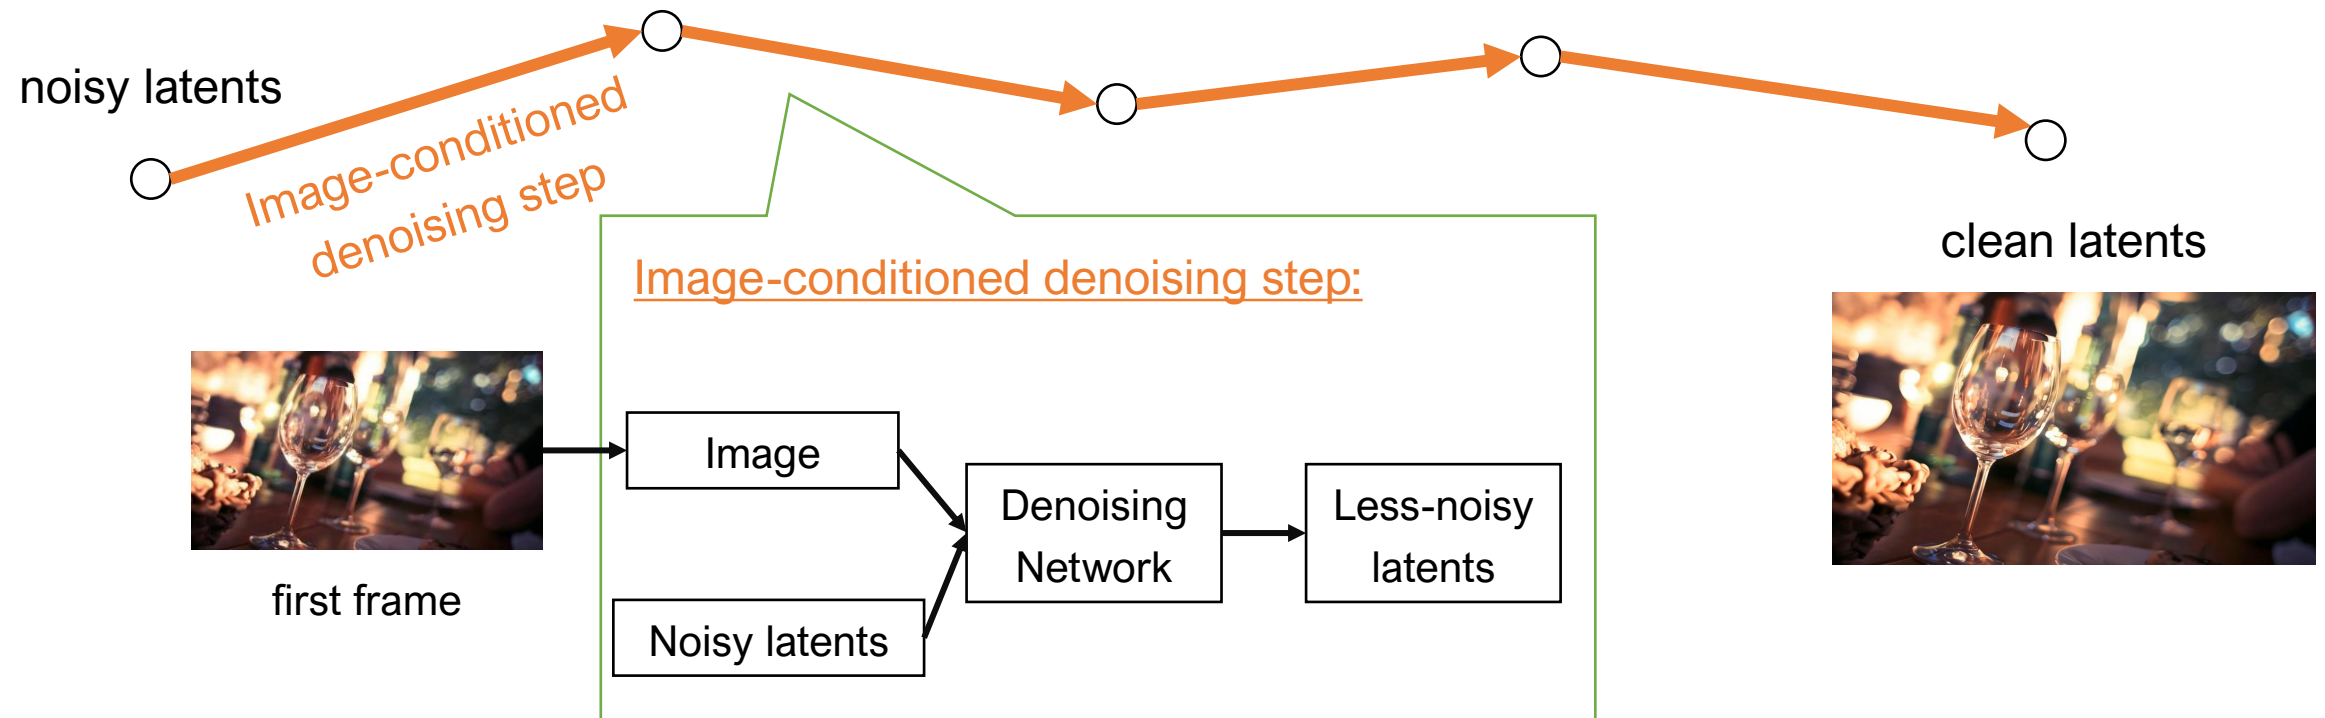 noisy latents
Image-conditioned
denoising step
clean latents
Image-conditioned denoising step:
first frame
Image
Noisy latents
Denoising
Network
Less-noisy
latents